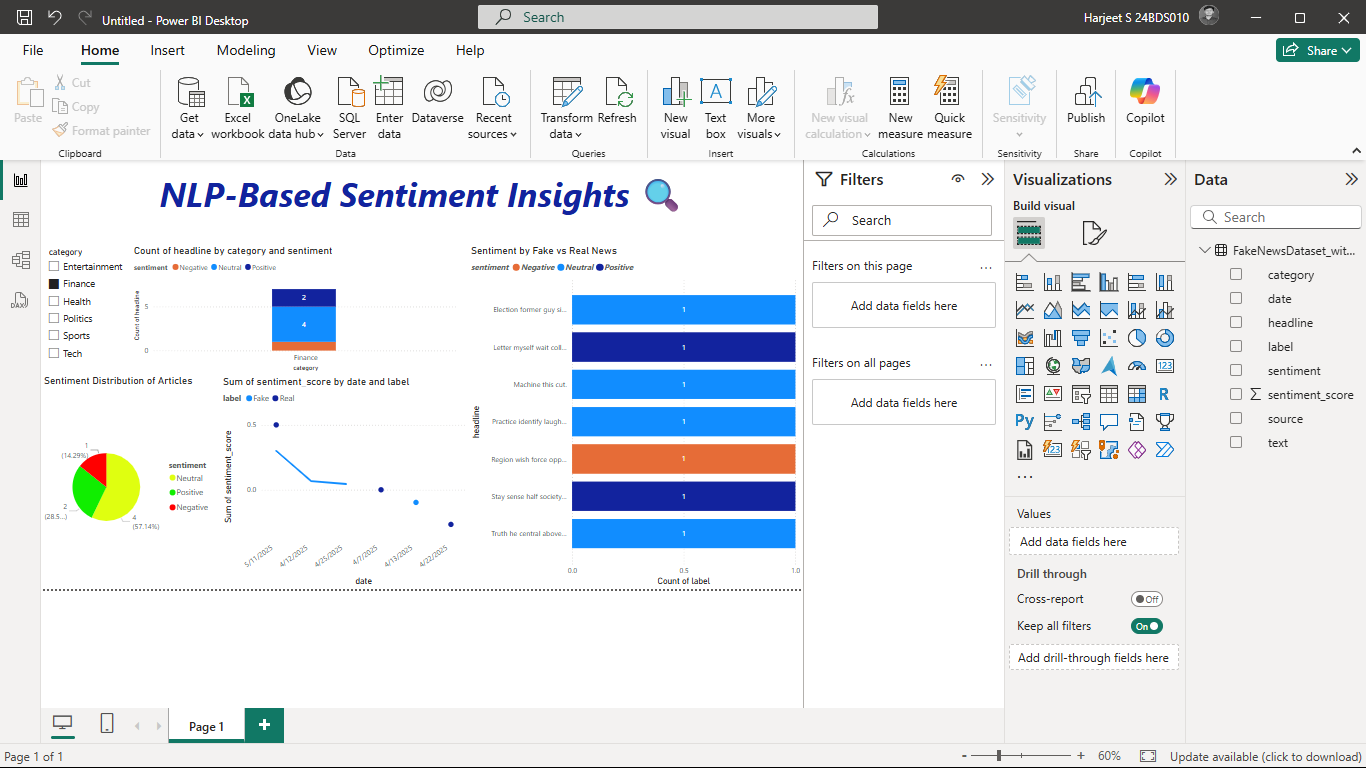 Untitled - Power BI Desktop
Search
Harjeet S 24BDS010
File Home Insert Modeling View Optimize Help
Share
Paste
Cut
Copy
Format painter
Clipboard
Get data
Excel workbook
OneLake data hub
SQL Server
Enter data
Dataverse
Recent sources
Data
Transform data
Refresh
Queries
New visual
Text box
More visuals
Insert
New visual calculation
New measure
Quick measure
Calculations
Sensitivity
Sensitivity
Publish
Share
Copilot
Copilot
NLP-Based Sentiment Insights
category
Entertainment
Finance
Health
Politics
Sports
Tech
Count of headline by category and sentiment
sentiment Negative Neutral Positive
Count of headline
5
0
2
4
Finance
category
Sentiment Distribution of Articles
1
(14.29%)
2
(28.5...)
4
(57.14%)
sentiment
Neutral
Positive
Negative
Sum of sentiment_score by date and label
label Fake Real
Sum of sentiment_score
0.5
0.0
5/11/2025
4/12/2025
4/25/2025
4/7/2025
4/13/2025
4/22/2025
date
Sentiment by Fake vs Real News
sentiment Negative Neutral Positive
headline
Election former guy si... 1
Letter myself wait coll... 1
Machine this cut. 1
Practice identify laugh... 1
Region wish force opp... 1
Stay sense half society... 1
Truth he central above... 1
0.0 0.5 1.0
Count of label
Filters
Search
Filters on this page ...
Add data fields here
Filters on all pages ...
Add data fields here
Visualizations
Build visual
123
R
Py
123
...
Values
Add data fields here
Drill through
Cross-report Off
Keep all filters On
Add drill-through fields here
Data
Search
FakeNewsDataset_wit...
category
date
headline
label
sentiment
sentiment_score
source
text
DAX
Page 1
+
Page 1 of 1
- + 60%
Update available (click to download)